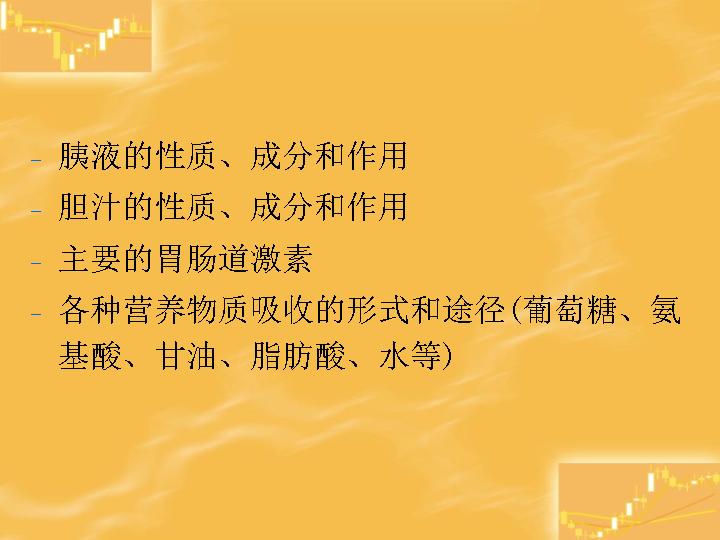 – 胰液的性质、成分和作用
– 胆汁的性质、成分和作用
– 主要的胃肠道激素
– 各种营养物质吸收的形式和途径(葡萄糖、氨
基酸、甘油、脂肪酸、水等)